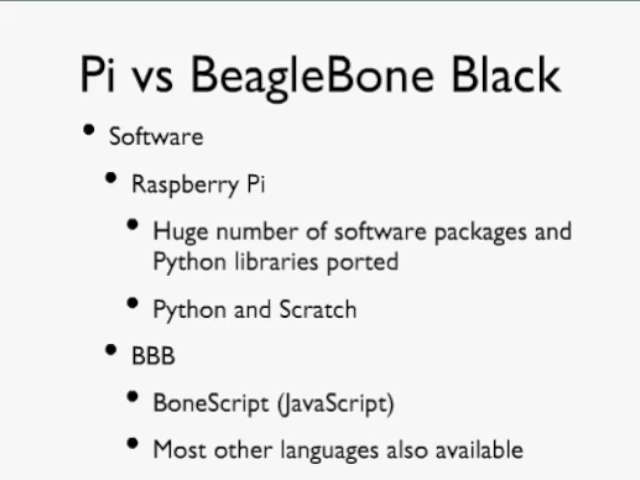 Pi vs BeagleBone Black
• Software
• Raspberry Pi
• Huge number of software packages and
Python libraries ported
• Python and Scratch
• BBB
• BoneScript (JavaScript)
• Most other languages also available